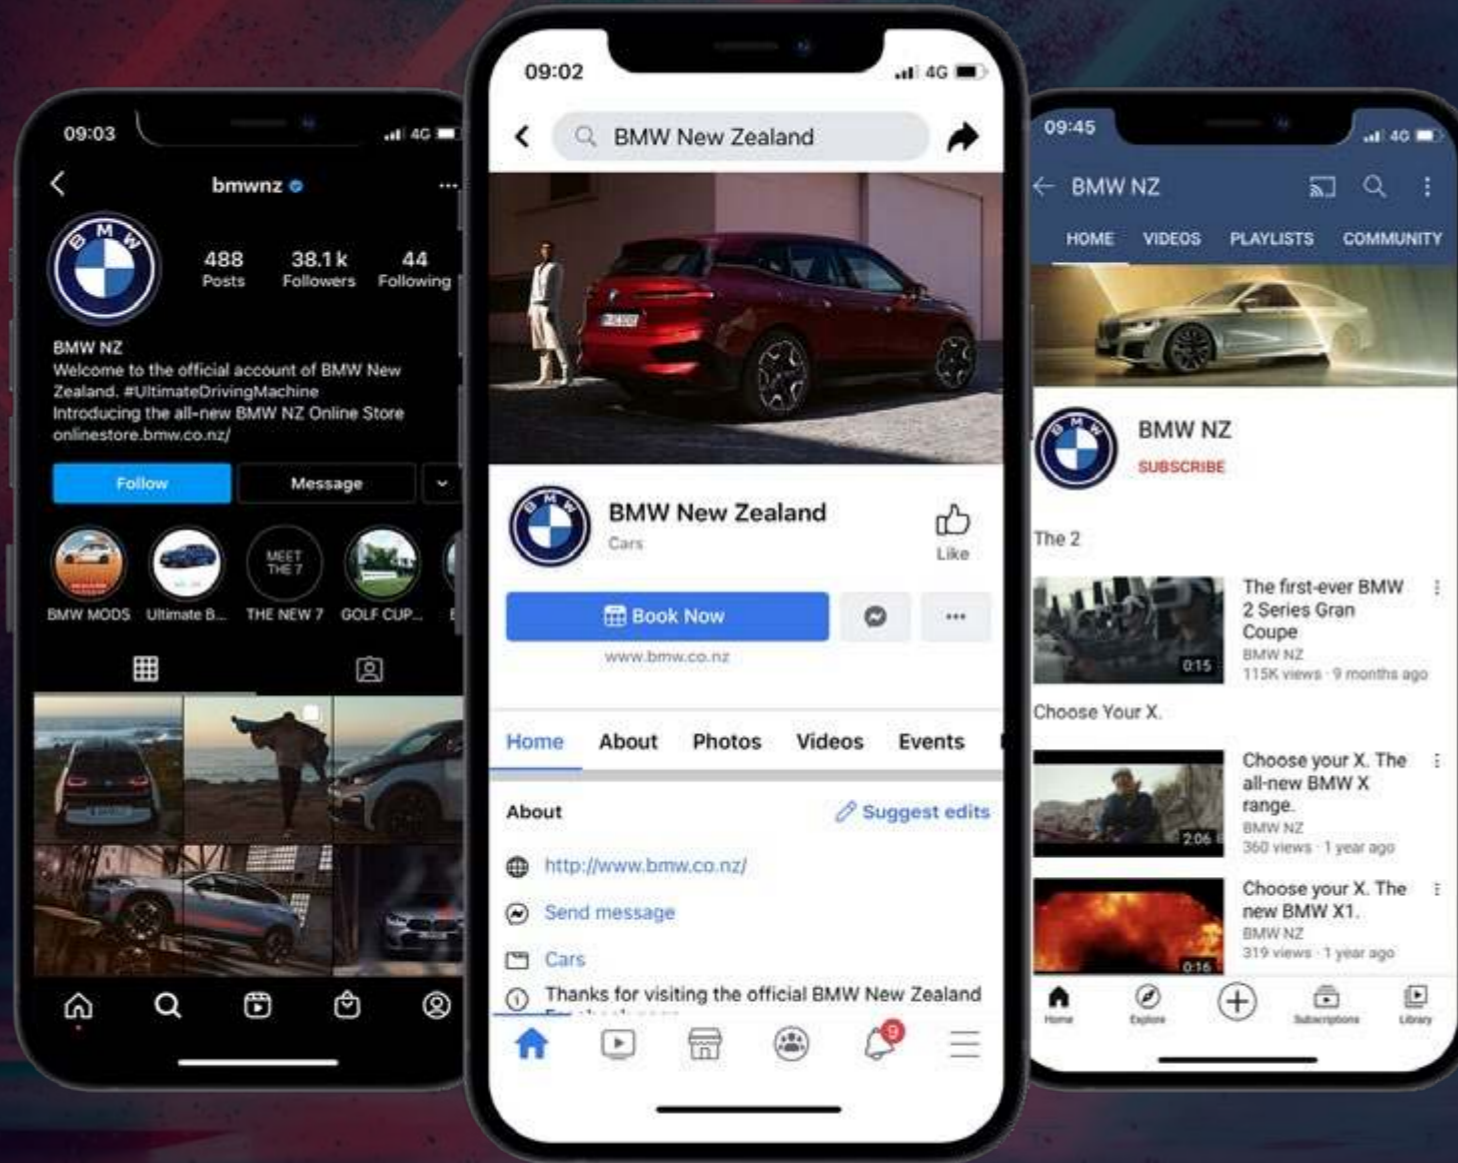 09:03
4G
bmwnz
488
38.1 k
44
Posts
Followers
Following
BMW
BMW NZ
Welcome to the official account of BMW New
Zealand. #UltimateDrivingMachine
Introducing the all-new BMW NZ Online Store
onlinestore.bmw.co.nz/
Follow
Message
MEET
THE 7
BMW MODS
Ultimate B...
THE NEW 7
GOLF CUP...
09:02
4G
BMW New Zealand
BMW
BMW New Zealand
Cars
Like
Book Now
www.bmw.co.nz
Home
About
Photos
Videos
Events
About
Suggest edits
http://www.bmw.co.nz/
Send message
Cars
Thanks for visiting the official BMW New Zealand
9
09:45
4G
BMW NZ
HOME
VIDEOS
PLAYLISTS
COMMUNITY
BMW
BMW NZ
SUBSCRIBE
The 2
0:15
The first-ever BMW
2 Series Gran
Coupe
BMW NZ
115K views · 9 months ago
Choose Your X.
2:06
Choose your X. The
all-new BMW X
range.
BMW NZ
360 views · 1 year ago
0:16
Choose your X. The
new BMW X1.
BMW NZ
319 views · 1 year ago
Home
Explore
Subscriptions
Library